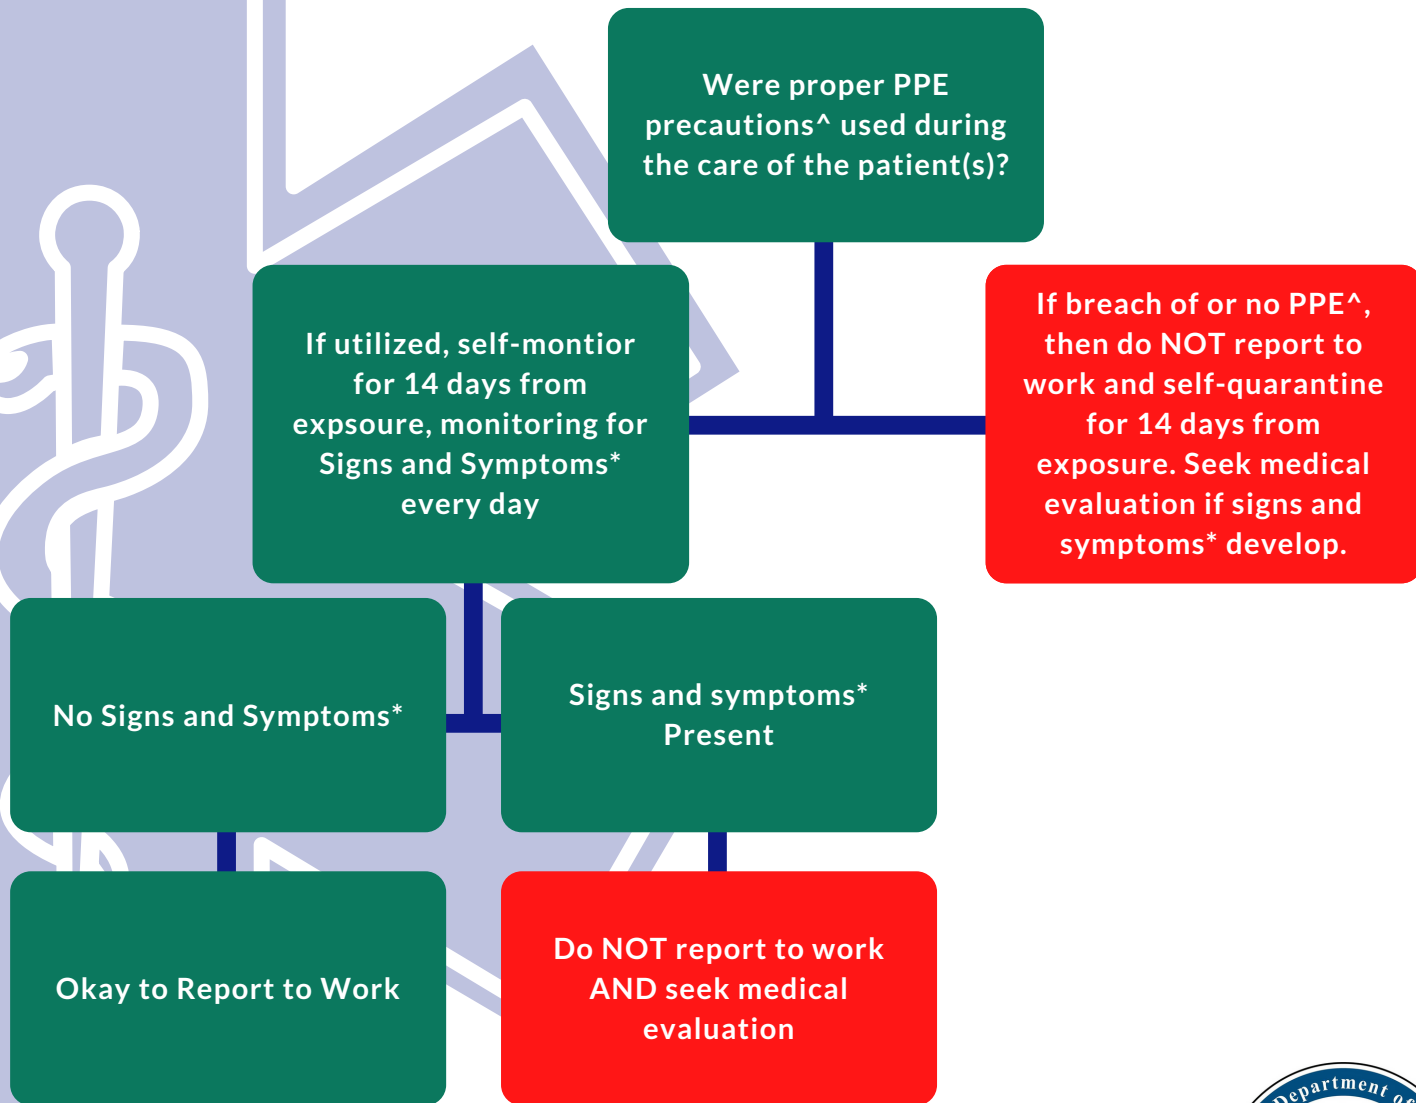 Were proper PPE
precautions^ used during
the care of the patient(s)?
If utilized, self-montior
for 14 days from
expsoure, monitoring for
Signs and Symptoms*
every day
If breach of or no PPE^,
then do NOT report to
work and self-quarantine
for 14 days from
exposure. Seek medical
evaluation if signs and
symptoms* develop.
No Signs and Symptoms*
Signs and symptoms*
Present
Okay to Report to Work
Do NOT report to work
AND seek medical
evaluation
Department of